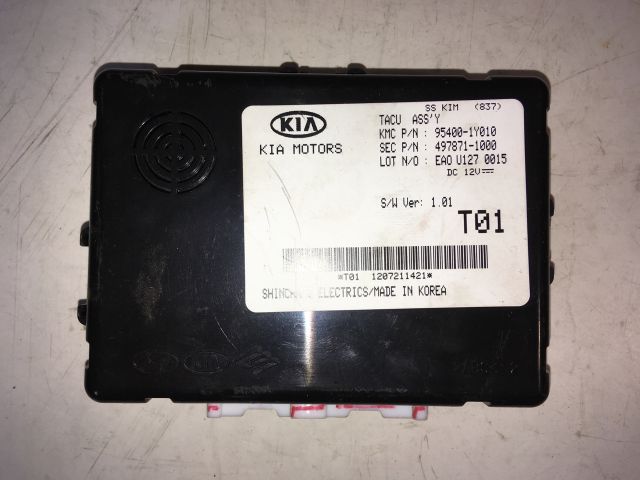 SS KIM (837)
KIA
KIA MOTORS
TACU ASS'Y
KMC P/N : 95400-1Y010
SEC P/N : 497871-1000
LOT N/O : EAO U127 0015
DC 12V
S/W Ver: 1.01
T01
*T01 1207211421*
ELECTRICS/MADE IN KOREA